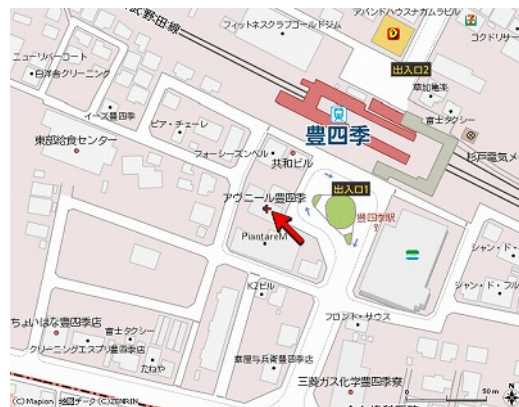 武野田線
フィットネスクラブゴールドジム
アバンドハウスナガムラビル
コクドリサー
ニューリバーコート
白洋舎クリーニング
出入口2
草加亀楽
富士タクシー
イーズ豊四季
ピア・チェーレ
豊四季
東部給食センター
フォーシーズンベル
共和ビル
杉戸電気メ
アヴニール豊四季
出入口1
豊四季駅
PiantareM
シャン・ド・
K2ビル
シャン・ド・フル
フロンド・サウス
ちょいはな豊四季店
富士タクシー
クリーニングエスプリ豊四季店
たねや
華屋与兵衛豊四季店
三菱ガス化学豊四季寮
0 50m
(C)Mapion 地図データ(C)ZENRIN